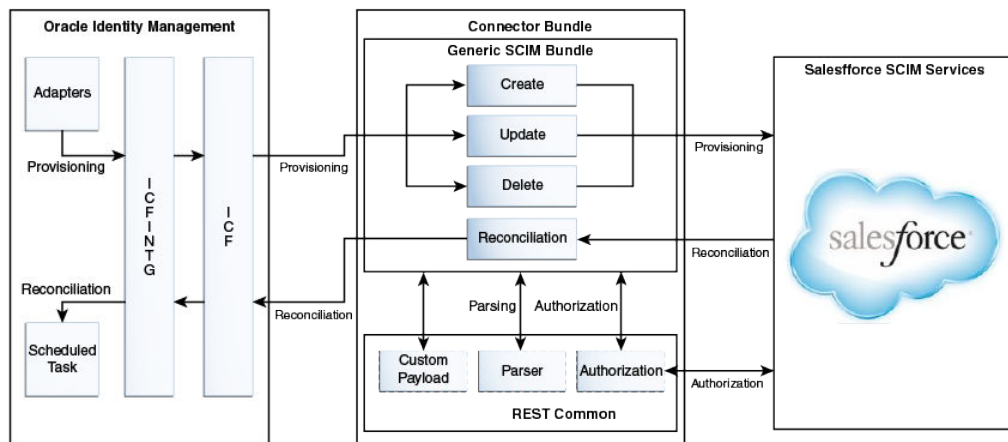 Oracle Identity Management
Adapters
Provisioning
ICFINTG
ICF
Reconciliation
Scheduled
Task
Provisioning
Reconciliation
Connector Bundle
Generic SCIM Bundle
Create
Update
Delete
Reconciliation
Parsing
Authorization
Custom
Payload
Parser
Authorization
REST Common
Provisioning
Reconciliation
Authorization
Salesfforce SCIM Services
salesforce